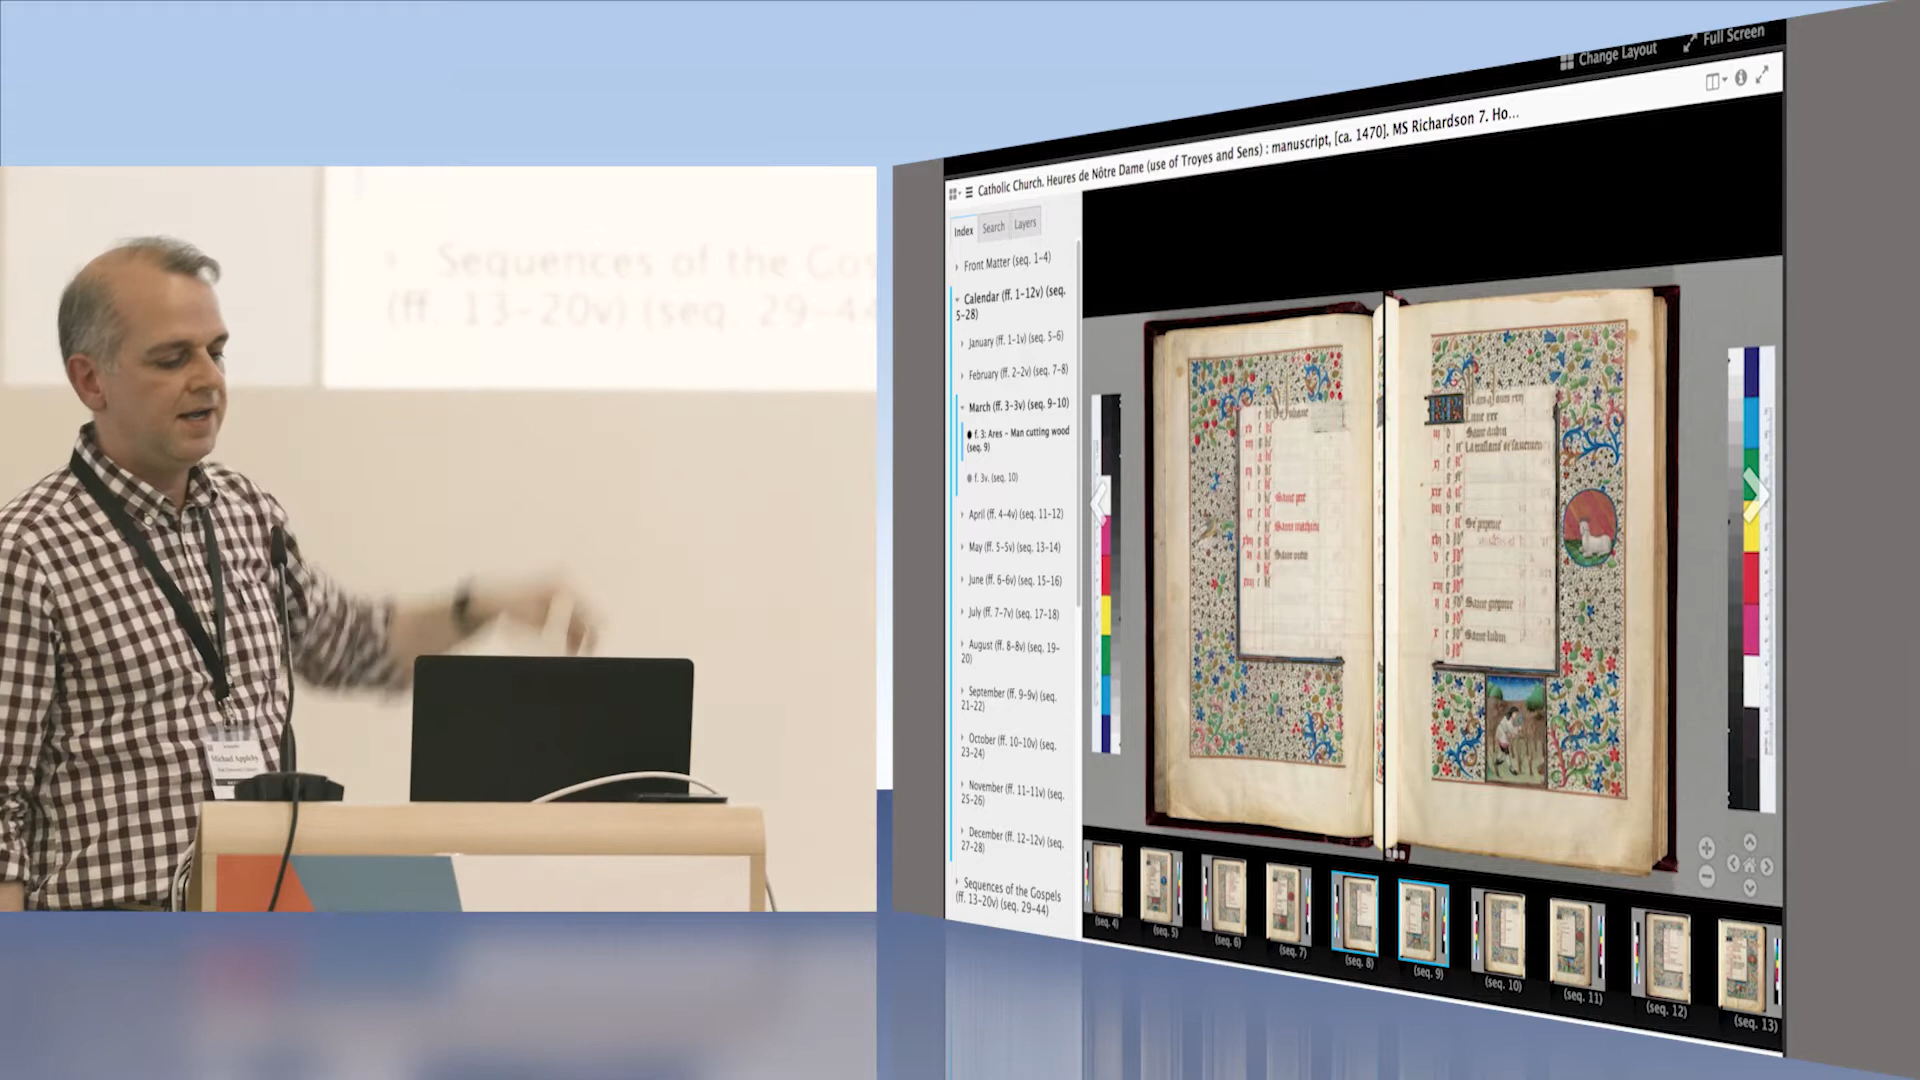 Sequences of the Gos
(ff. 13-20v) (seq. 29-44
Michael Appleby
Change Layout
Full Screen
Catholic Church. Heures de Nôtre Dame (use of Troyes and Sens) : manuscript, [ca. 1470]. MS Richardson 7. Ho...
Index
Search
Layers
Front Matter (seq. 1-4)
Calendar (ff. 1-12v) (seq.
5-28)
January (ff. 1-1v) (seq. 5-6)
February (ff. 2-2v) (seq. 7-8)
March (ff. 3-3v) (seq. 9-10)
f. 3: Ares - Man cutting wood
(seq. 9)
f. 3v. (seq. 10)
April (ff. 4-4v) (seq. 11-12)
May (ff. 5-5v) (seq. 13-14)
June (ff. 6-6v) (seq. 15-16)
July (ff. 7-7v) (seq. 17-18)
August (ff. 8-8v) (seq. 19-
20)
September (ff. 9-9v) (seq.
21-22)
October (ff. 10-10v) (seq.
23-24)
November (ff. 11-11v) (seq.
25-26)
December (ff. 12-12v) (seq.
27-28)
Sequences of the Gospels
(ff. 13-20v) (seq. 29-44)
(seq. 4)
(seq. 5)
(seq. 6)
(seq. 7)
(seq. 8)
(seq. 9)
(seq. 10)
(seq. 11)
(seq. 12)
(seq. 13)